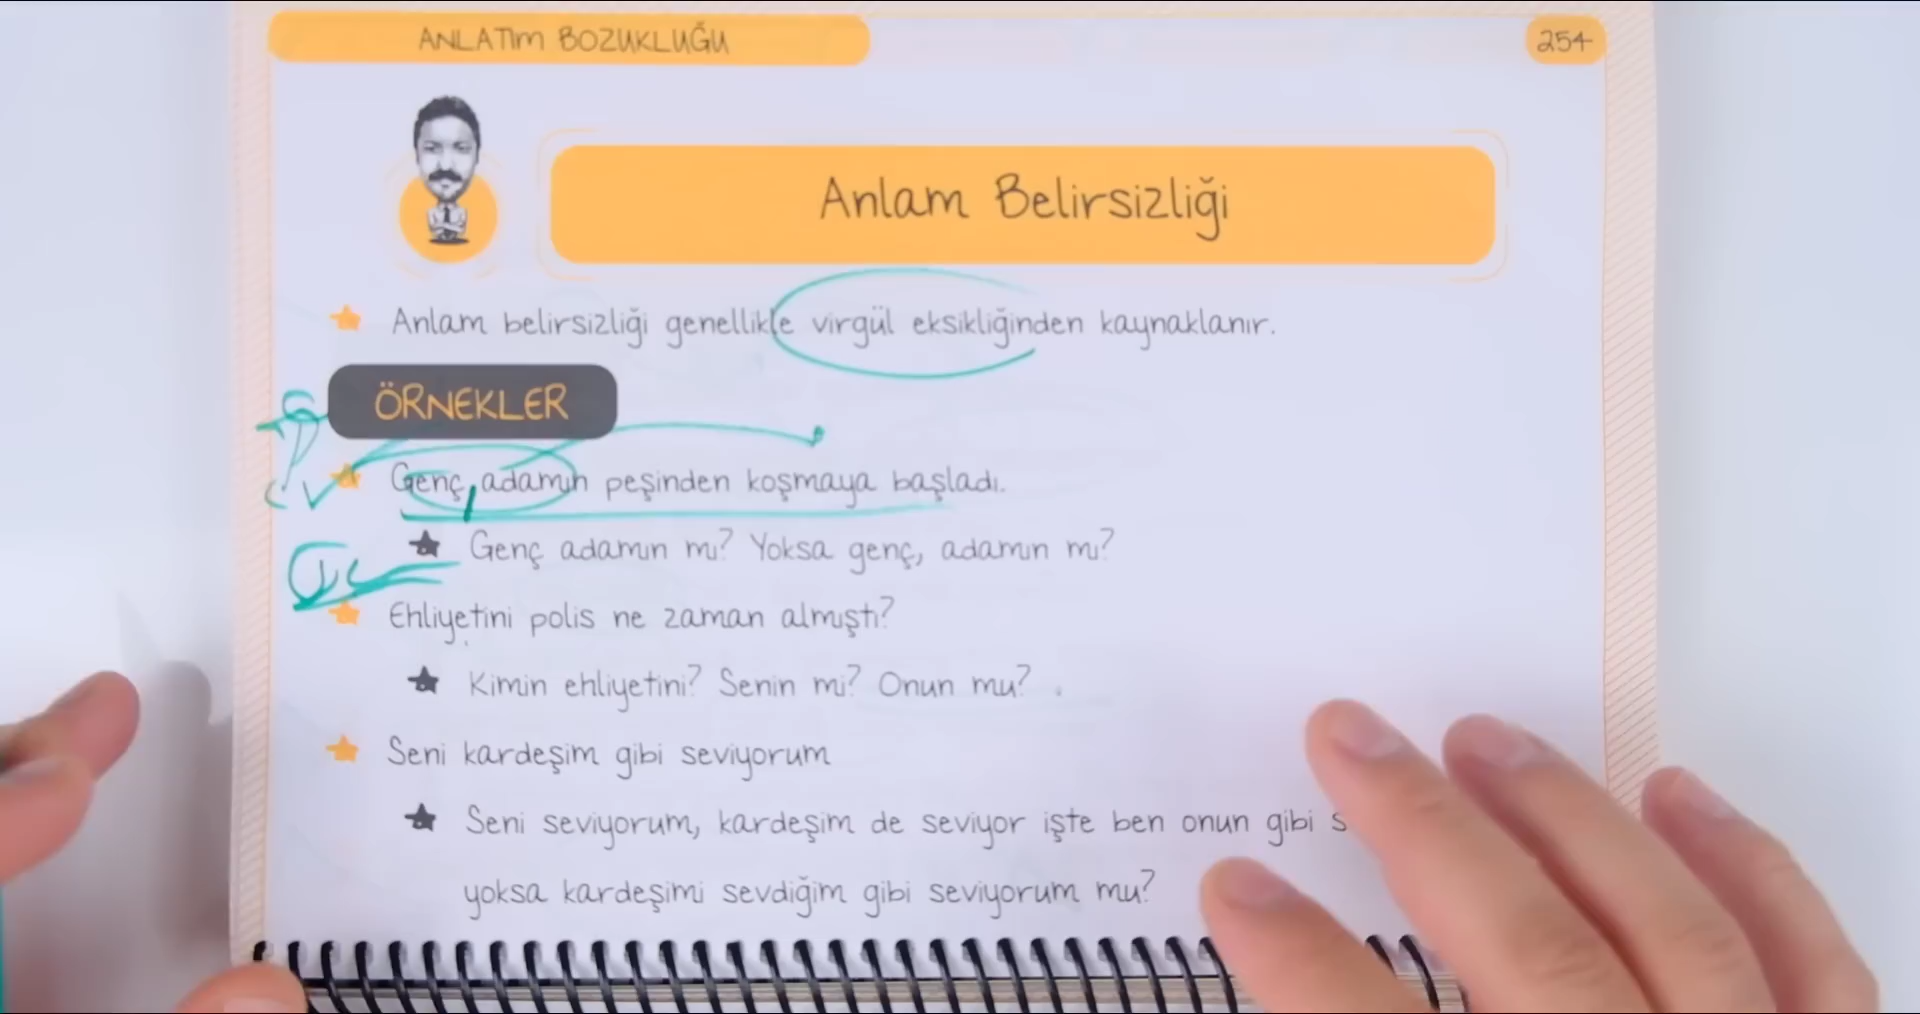 ANLATIM BOZUKLUĞU
254
Anlam Belirsizliği
Anlam belirsizliği genellikle virgül eksikliğinden kaynaklanır.
ÖRNEKLER
Genç, adamın peşinden koşmaya başladı.
Genç adamın mı? Yoksa genç, adamın mı?
Ehliyetini polis ne zaman almıştı?
Kimin ehliyetini? Senin mi? Onun mu?
Seni kardeşim gibi seviyorum
Seni seviyorum, kardeşim de seviyor işte ben onun gibi
yoksa kardeşimi sevdiğim gibi seviyorum mu?